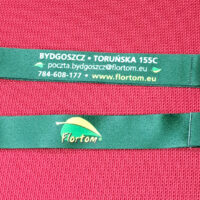 BYDGOSZCZ • TORUŃSKA 155C
poczta.bydgoszcz@flortom.eu
784-608-177 • www.flortom.eu
Flortom